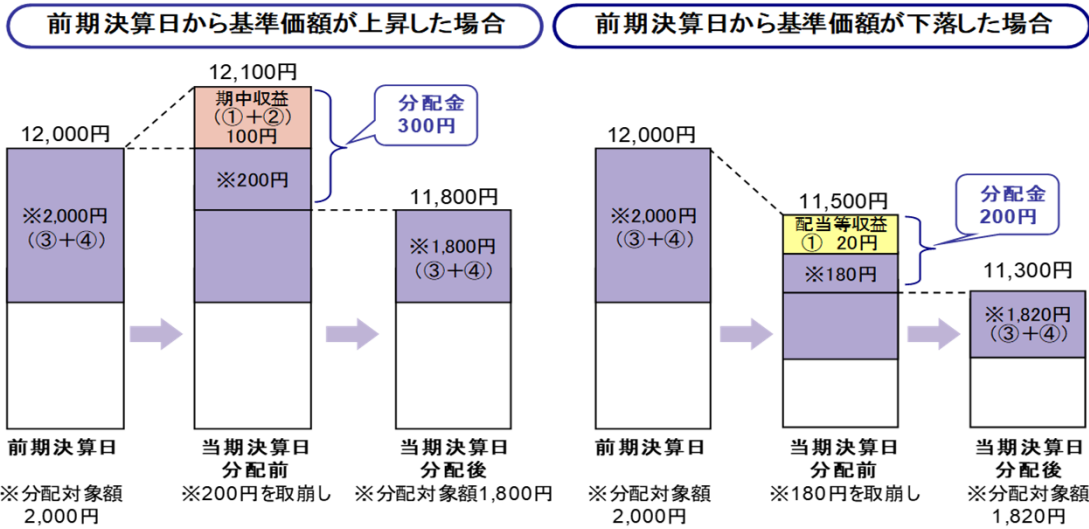 前期決算日から基準価額が上昇した場合
12,000円
※2,000円
(③+④)
前期決算日
※分配対象額
2,000円
12,100円
期中収益
(①+②)
100円
※200円
分配金
300円
当期決算日
分配前
※200円を取崩し
11,800円
※1,800円
(③+④)
当期決算日
分配後
※分配対象額1,800円
前期決算日から基準価額が下落した場合
12,000円
※2,000円
(③+④)
前期決算日
※分配対象額
2,000円
11,500円
配当等収益
① 20円
※180円
分配金
200円
当期決算日
分配前
※180円を取崩し
11,300円
※1,820円
(③+④)
当期決算日
分配後
※分配対象額
1,820円